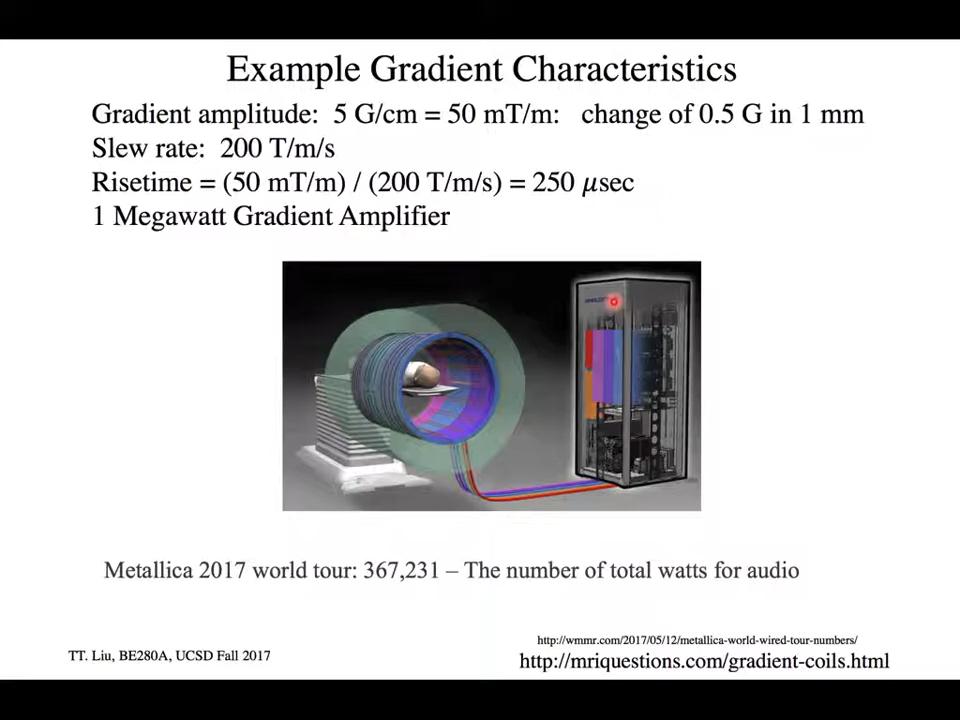 Example Gradient Characteristics
Gradient amplitude: 5 G/cm = 50 mT/m: change of 0.5 G in 1 mm
Slew rate: 200 T/m/s
Risetime = (50 mT/m) / (200 T/m/s) = 250 μsec
1 Megawatt Gradient Amplifier
Metallica 2017 world tour: 367,231 – The number of total watts for audio
http://wmmr.com/2017/05/12/metallica-world-wired-tour-numbers/
TT. Liu, BE280A, UCSD Fall 2017
http://mriquestions.com/gradient-coils.html